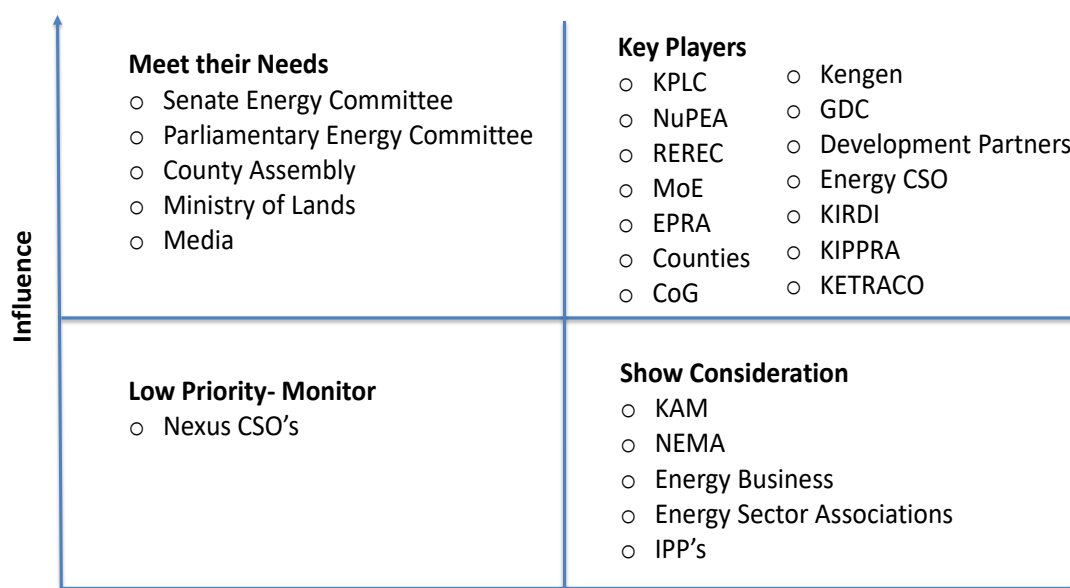 Influence
Meet their Needs
○ Senate Energy Committee
○ Parliamentary Energy Committee
○ County Assembly
○ Ministry of Lands
○ Media
Key Players
○ KPLC
○ NuPEA
○ REREC
○ MoE
○ EPRA
○ Counties
○ CoG
○ Kengen
○ GDC
○ Development Partners
○ Energy CSO
○ KIRDI
○ KIPPRA
○ KETRACO
Low Priority- Monitor
○ Nexus CSO’s
Show Consideration
○ KAM
○ NEMA
○ Energy Business
○ Energy Sector Associations
○ IPP’s